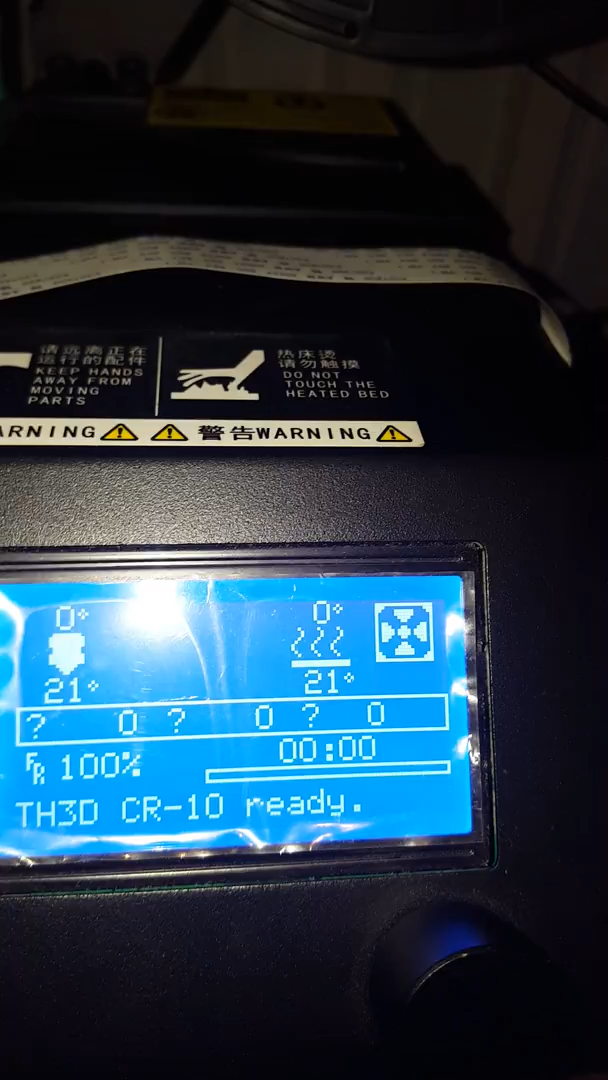 请远离正在
运行的配件
KEEP HANDS
AWAY FROM
MOVING
PARTS
热床烫
请勿触摸
DO NOT
TOUCH THE
HEATED BED
ARNING 警告WARNING
0° 0°
21° 21°
? 0 ? 0 ? 0
FR 100% 00:00
TH3D CR-10 ready.